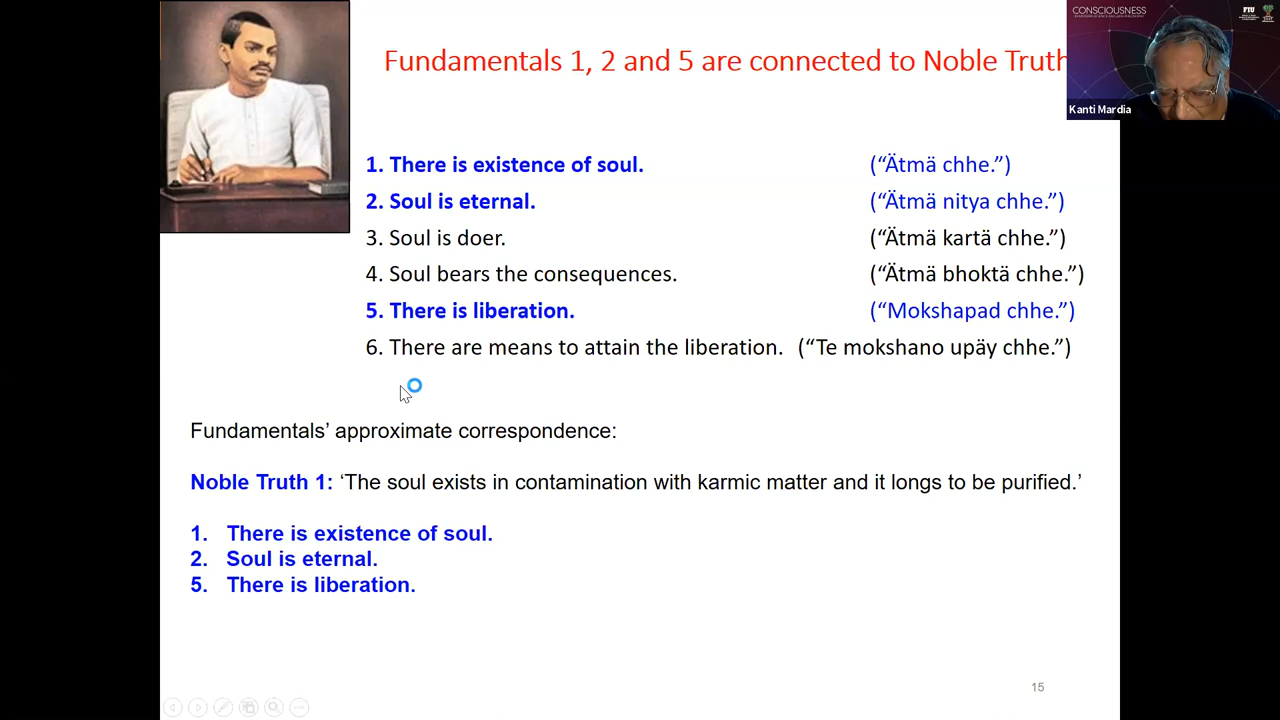 Fundamentals 1, 2 and 5 are connected to Noble Truth
CONSCIOUSNESS
FIU
Kanti Mardia
1. There is existence of soul. (“Ätmä chhe.”)
2. Soul is eternal. (“Ätmä nitya chhe.”)
3. Soul is doer. (“Ätmä kartä chhe.”)
4. Soul bears the consequences. (“Ätmä bhoktä chhe.”)
5. There is liberation. (“Mokshapad chhe.”)
6. There are means to attain the liberation. (“Te mokshano upäy chhe.”)
Fundamentals’ approximate correspondence:
Noble Truth 1: ‘The soul exists in contamination with karmic matter and it longs to be purified.’
1. There is existence of soul.
2. Soul is eternal.
5. There is liberation.
15